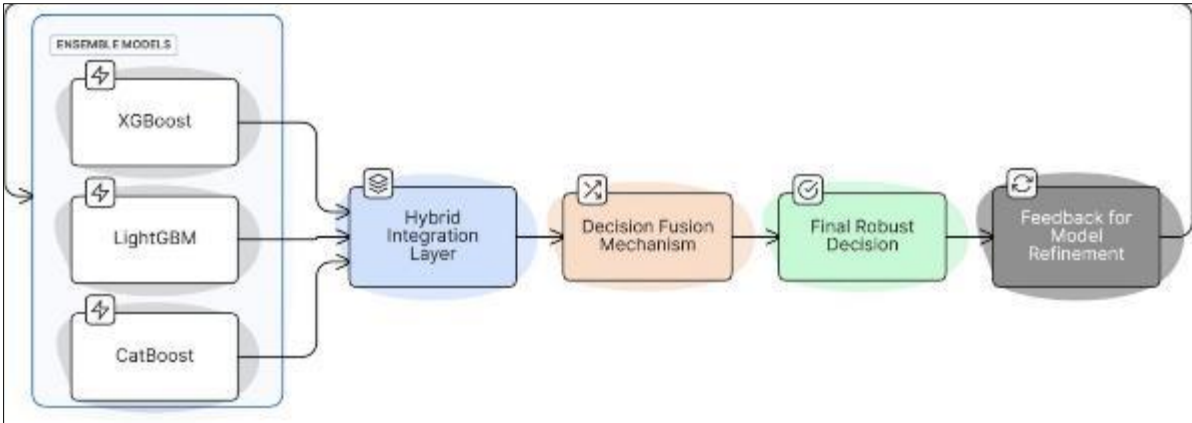 ENSEMBLE MODELS
XGBoost
LightGBM
CatBoost
Hybrid
Integration
Layer
Decision Fusion
Mechanism
Final Robust
Decision
Feedback for
Model
Refinement